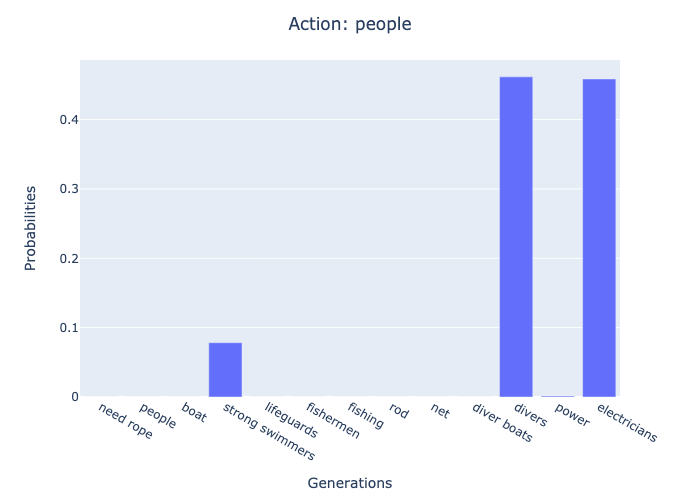 Action: people
Probabilities
0.4
0.3
0.2
0.1
0
need rope
people
boat
strong swimmers
lifeguards
fishermen
fishing
rod
net
diver boats
divers
power
electricians
Generations